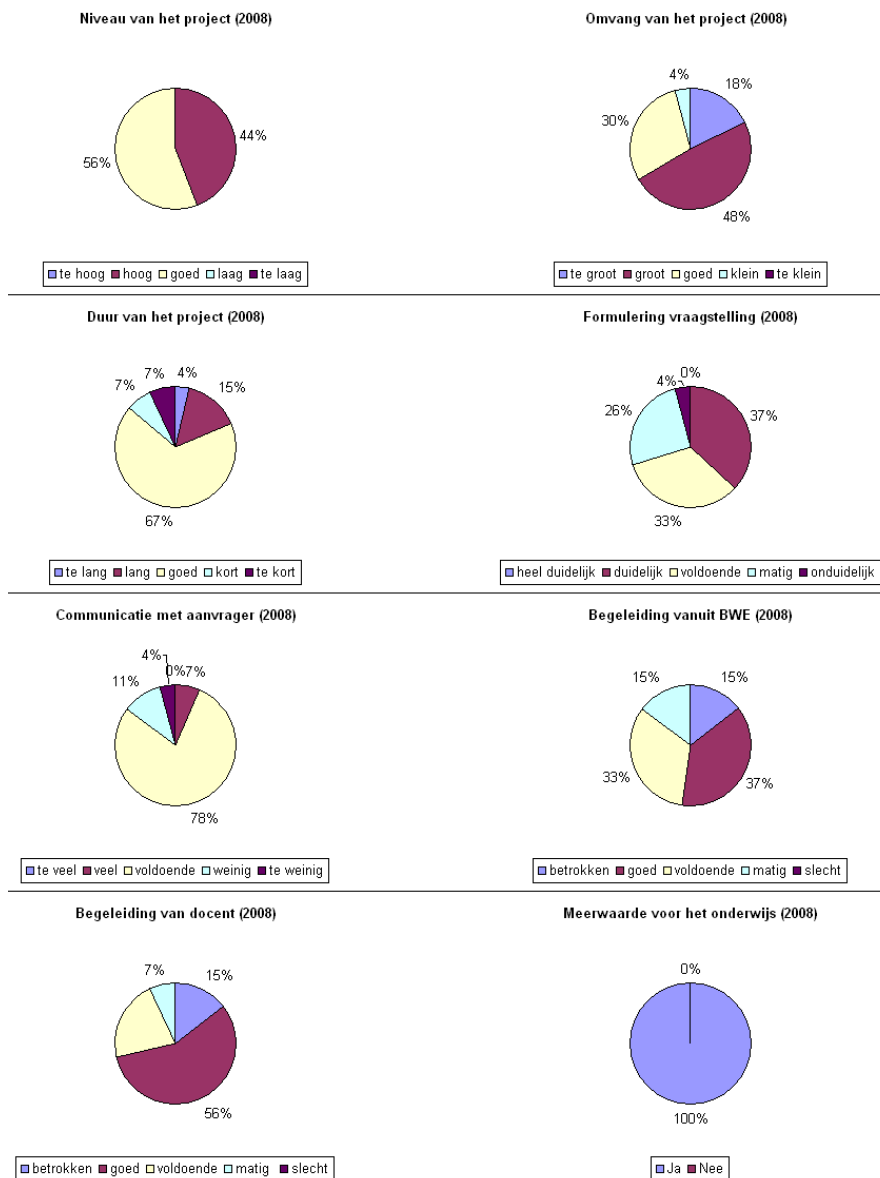 Niveau van het project (2008)
44%
56%
te hoog hoog goed laag te laag
Omvang van het project (2008)
4%
18%
30%
48%
te groot groot goed klein te klein
Duur van het project (2008)
7%
7%
4%
15%
67%
te lang lang goed kort te kort
Formulering vraagstelling (2008)
4%
0%
26%
37%
33%
heel duidelijk duidelijk voldoende matig onduidelijk
Communicatie met aanvrager (2008)
4%
0%
7%
11%
78%
te veel veel voldoende weinig te weinig
Begeleiding vanuit BWE (2008)
15%
15%
33%
37%
betrokken goed voldoende matig slecht
Begeleiding van docent (2008)
7%
15%
56%
betrokken goed voldoende matig slecht
Meerwaarde voor het onderwijs (2008)
0%
100%
Ja Nee